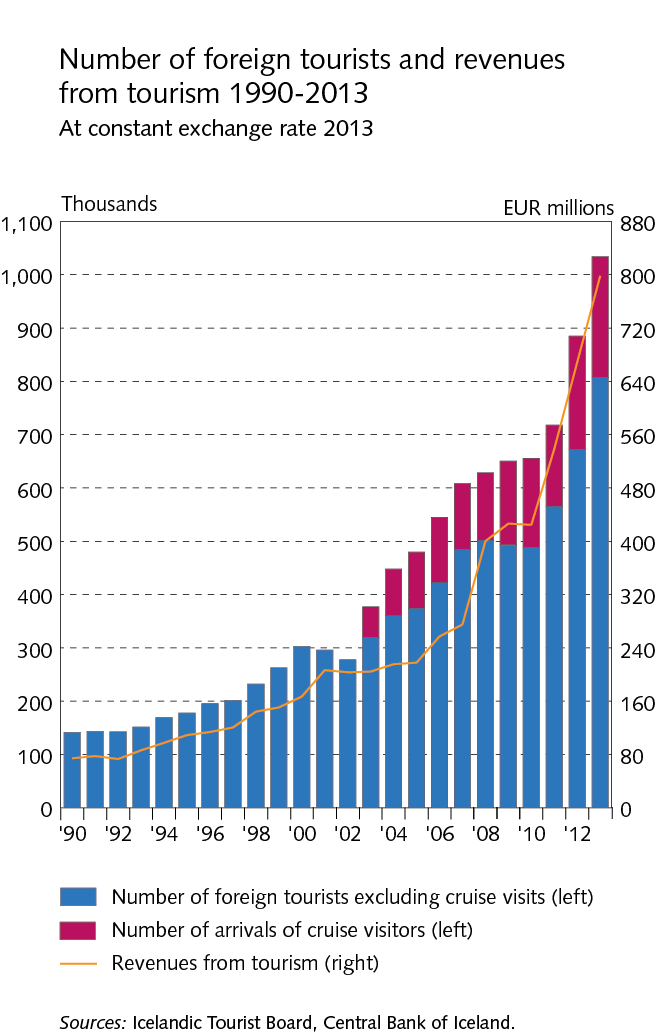 Number of foreign tourists and revenues
from tourism 1990-2013
At constant exchange rate 2013
Thousands
EUR millions
1,100 880
1,000 800
900 720
800 640
700 560
600 480
500 400
400 320
300 240
200 160
100 80
0 0
'90 '92 '94 '96 '98 '00 '02 '04 '06 '08 '10 '12
Number of foreign tourists excluding cruise visits (left)
Number of arrivals of cruise visitors (left)
Revenues from tourism (right)
Sources: Icelandic Tourist Board, Central Bank of Iceland.